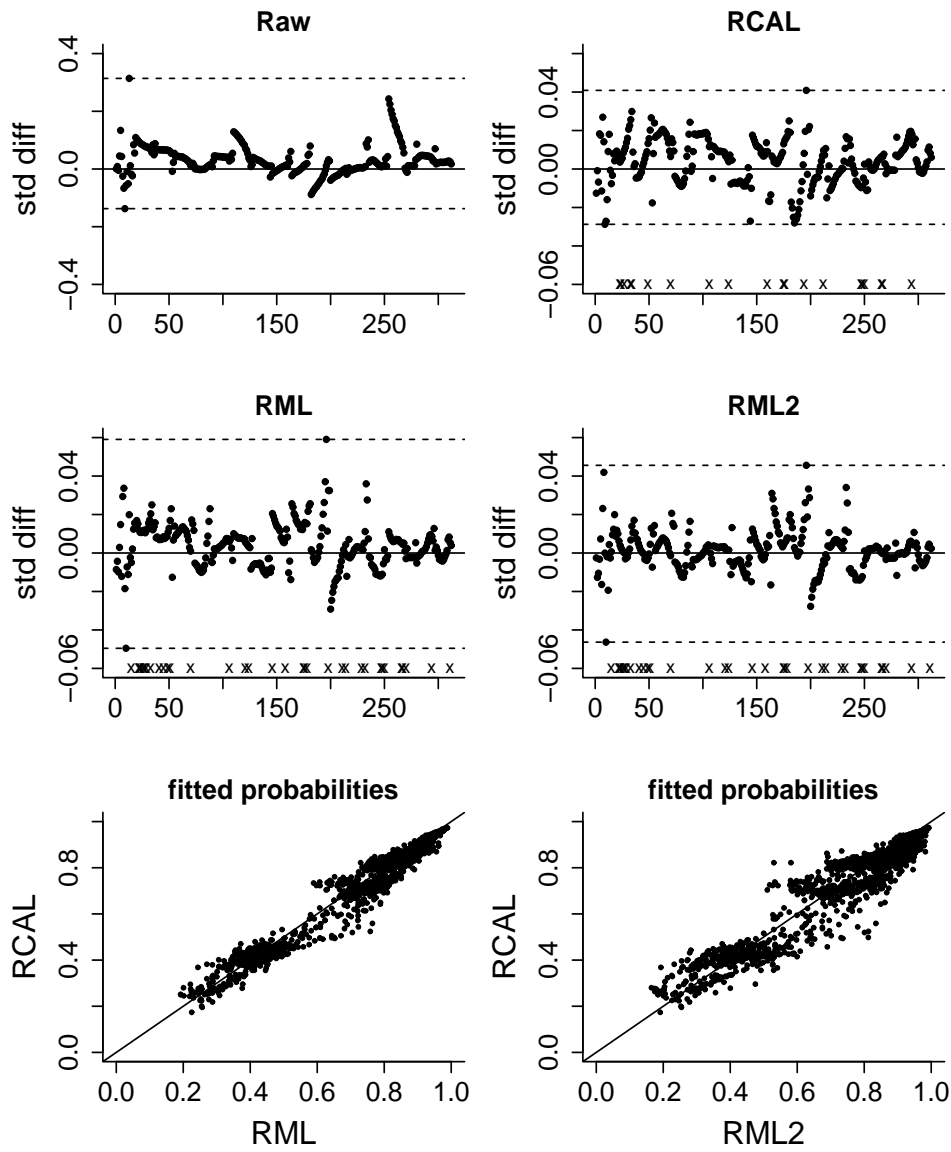 Raw
RCAL
std diff
0.4
0.0
−0.4
0 50 150 250
std diff
0.04
0.00
−0.06
x x x x x x x x x x x x x x x
0 50 150 250
RML
RML2
std diff
0.04
0.00
−0.06
0 50 150 250
std diff
0.04
0.00
−0.06
0 50 150 250
fitted probabilities
fitted probabilities
RCAL
0.8
0.4
0.0
0.0 0.2 0.4 0.6 0.8 1.0
RML
RCAL
0.8
0.4
0.0
0.0 0.2 0.4 0.6 0.8 1.0
RML2